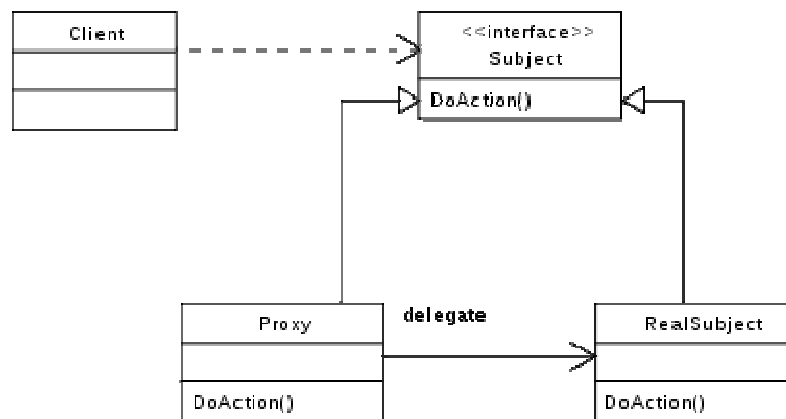 Client
<<interface>>
Subject
DoAction()
Proxy
delegate
RealSubject
DoAction()
DoAction()